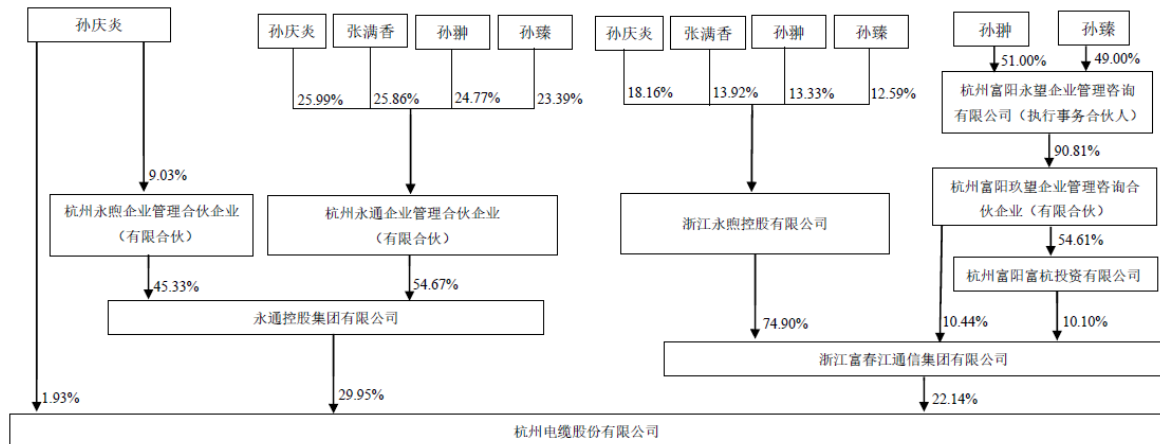 孙庆炎
孙庆炎
张满香
孙翀
孙臻
孙庆炎
张满香
孙翀
孙臻
孙翀
孙臻
25.99%
25.86%
24.77%
23.39%
18.16%
13.92%
13.33%
12.59%
51.00%
49.00%
杭州富阳永望企业管理咨询
有限公司（执行事务合伙人）
9.03%
90.81%
杭州永煦企业管理合伙企业
（有限合伙）
杭州永通企业管理合伙企业
（有限合伙）
浙江永煦控股有限公司
杭州富阳玖望企业管理咨询合
伙企业（有限合伙）
45.33%
54.67%
54.61%
杭州富阳富杭投资有限公司
永通控股集团有限公司
74.90%
10.44%
10.10%
浙江富春江通信集团有限公司
1.93%
29.95%
22.14%
杭州电缆股份有限公司